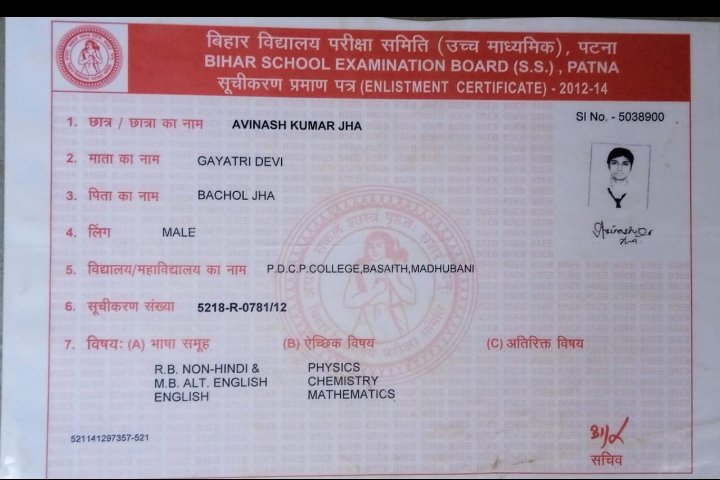 बिहार विद्यालय परीक्षा समिति (उच्च माध्यमिक), पटना
BIHAR SCHOOL EXAMINATION BOARD (S.S.) , PATNA
सूचीकरण प्रमाण पत्र (ENLISTMENT CERTIFICATE) - 2012-14
Sl No. - 5038900
1. छात्र / छात्रा का नाम AVINASH KUMAR JHA
2. माता का नाम GAYATRI DEVI
3. पिता का नाम BACHOL JHA
4. लिंग MALE
5. विद्यालय/महाविद्यालय का नाम P.D.C.P.COLLEGE,BASAITH,MADHUBANI
6. सूचीकरण संख्या 5218-R-0781/12
7. विषय: (A) भाषा समूह (B) ऐच्छिक विषय (C) अतिरिक्त विषय
R.B. NON-HINDI & PHYSICS
M.B. ALT. ENGLISH CHEMISTRY
ENGLISH MATHEMATICS
521141297357-521
सचिव